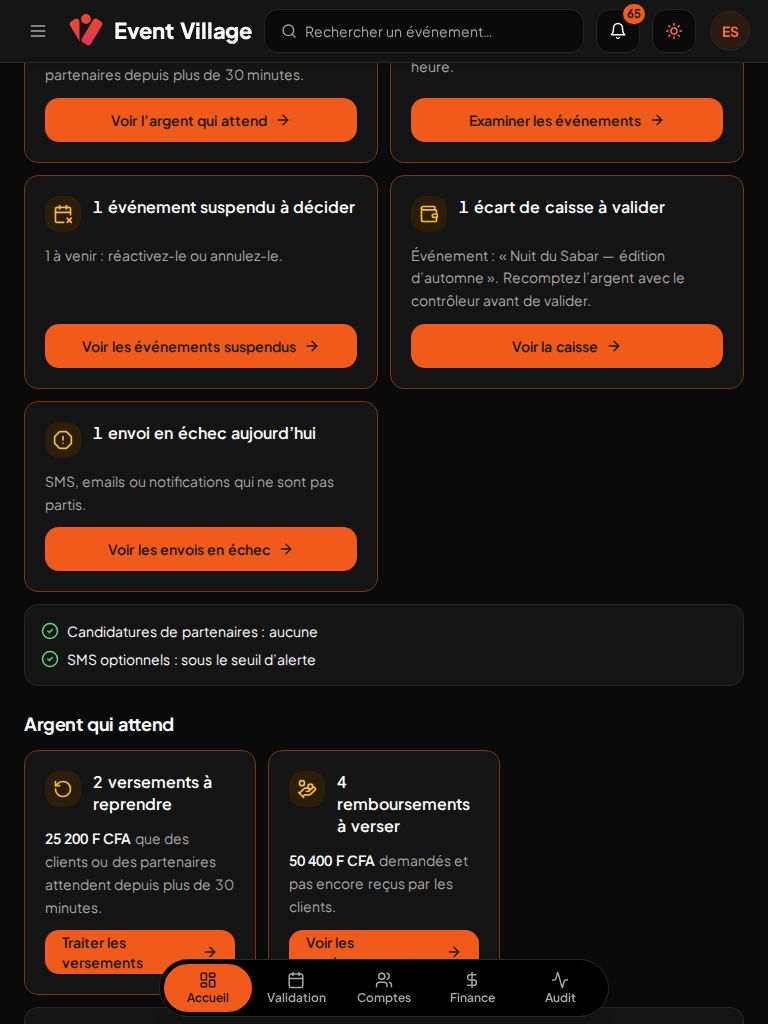 Event Village
Rechercher un événement…
65
ES
partenaires depuis plus de 30 minutes.
heure.
Voir l'argent qui attend
Examiner les événements
1 événement suspendu à décider
1 à venir : réactivez-le ou annulez-le.
Voir les événements suspendus
1 écart de caisse à valider
Événement : « Nuit du Sabar — édition
d'automne ». Recomptez l'argent avec le
contrôleur avant de valider.
Voir la caisse
1 envoi en échec aujourd'hui
SMS, emails ou notifications qui ne sont pas
partis.
Voir les envois en échec
Candidatures de partenaires : aucune
SMS optionnels : sous le seuil d'alerte
Argent qui attend
2 versements à
reprendre
25 200 F CFA que des
clients ou des partenaires
attendent depuis plus de 30
minutes.
Traiter les
versements
4
remboursements
à verser
50 400 F CFA demandés et
pas encore reçus par les
clients.
Voir les
Accueil
Validation
Comptes
Finance
Audit